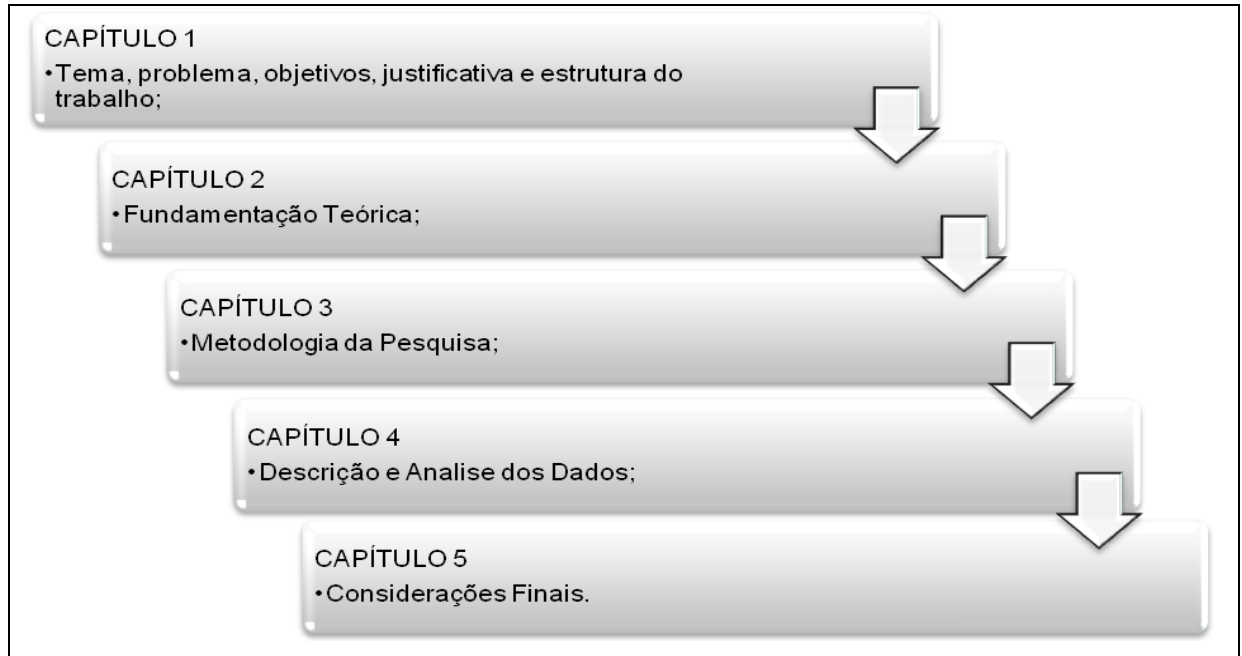 CAPÍTULO 1
•Tema, problema, objetivos, justificativa e estrutura do
trabalho;
CAPÍTULO 2
•Fundamentação Teórica;
CAPÍTULO 3
•Metodologia da Pesquisa;
CAPÍTULO 4
•Descrição e Analise dos Dados;
CAPÍTULO 5
•Considerações Finais.